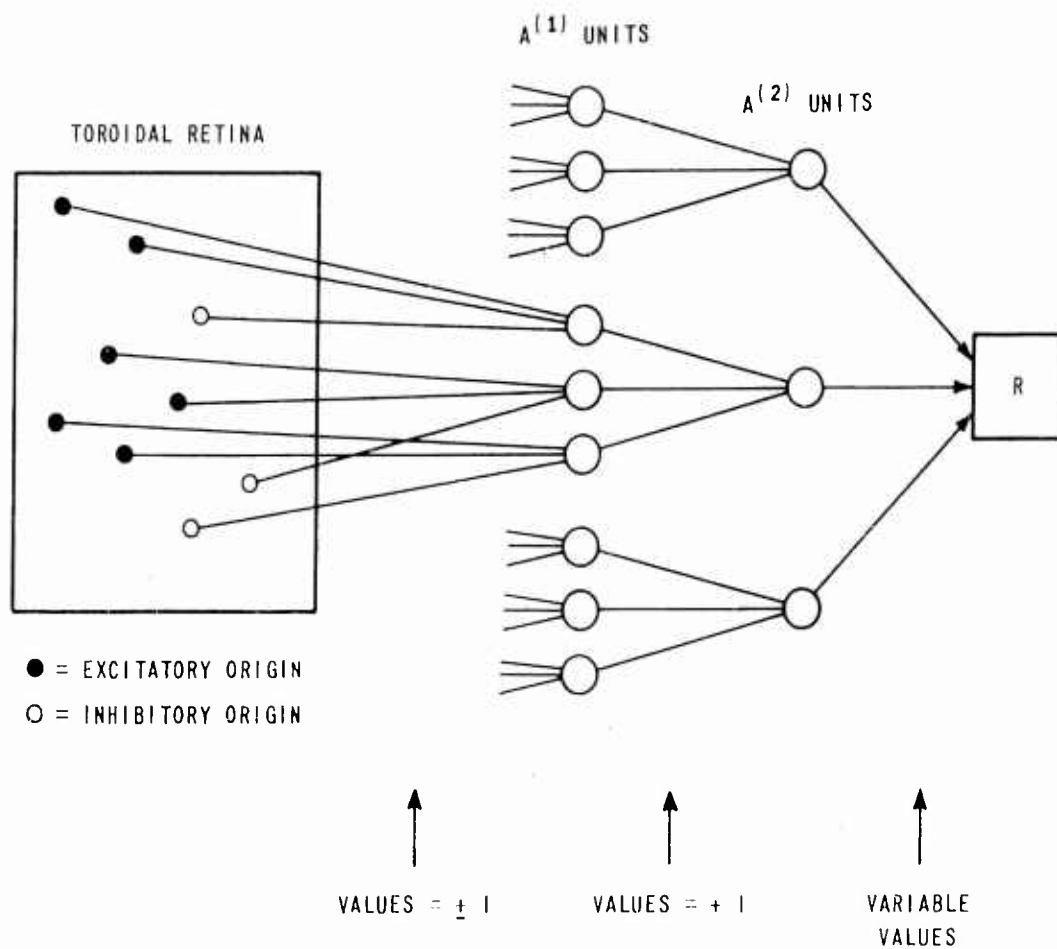 A(1) UNITS
A(2) UNITS
TOROIDAL RETINA
R
● = EXCITATORY ORIGIN
○ = INHIBITORY ORIGIN
VALUES = ± 1
VALUES = + 1
VARIABLE
VALUES